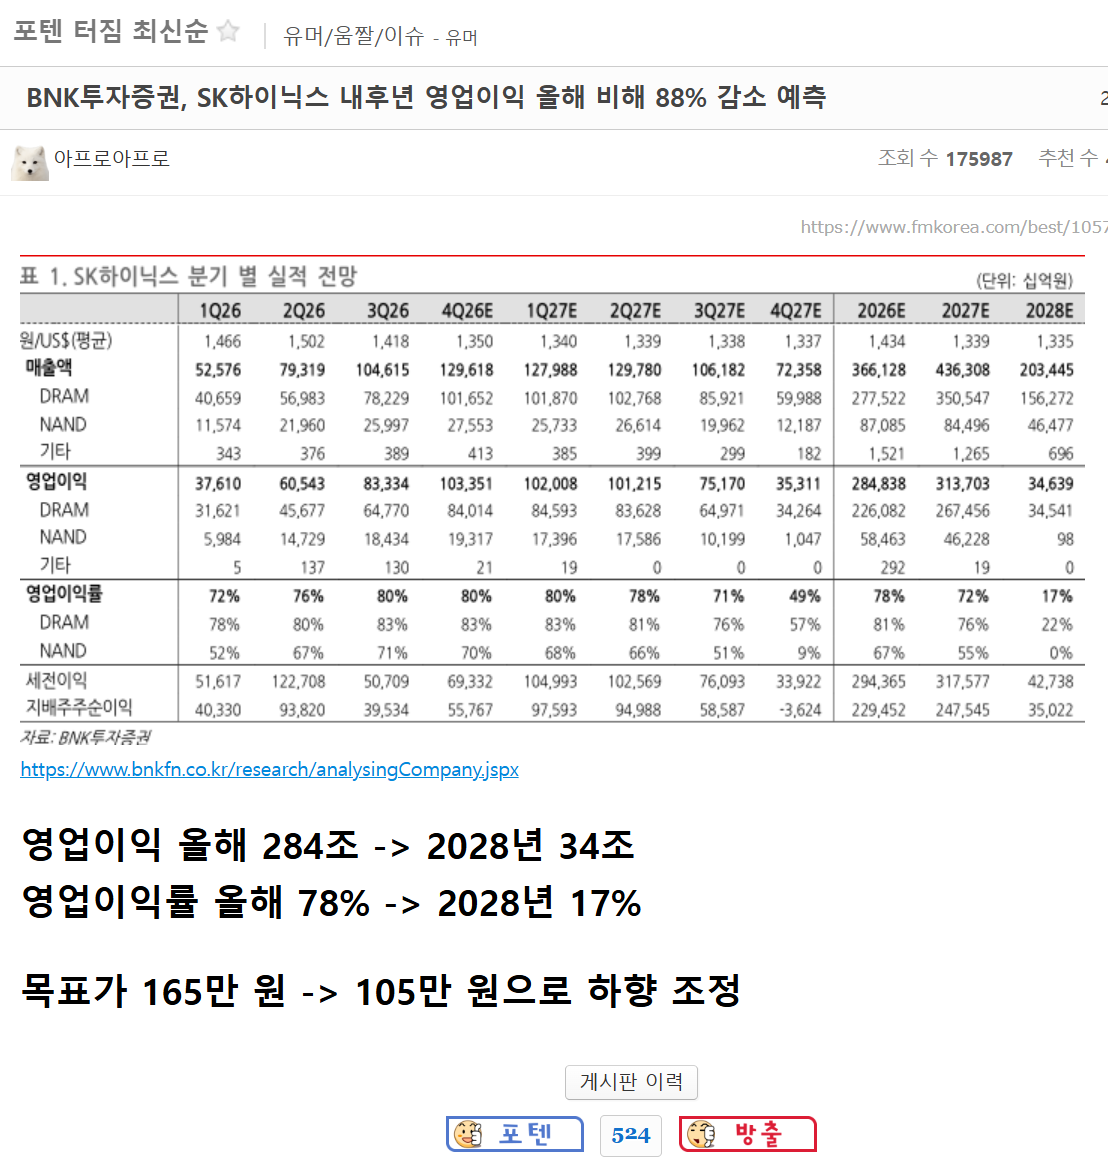 포텐 터짐 최신순 유머/움짤/이슈 - 유머
BNK투자증권, SK하이닉스 내후년 영업이익 올해 비해 88% 감소 예측
아프로아프로 조회 수 175987 추천 수
https://www.fmkorea.com/best/1057
표 1. SK하이닉스 분기 별 실적 전망 (단위: 십억원)
1Q26 2Q26 3Q26 4Q26E 1Q27E 2Q27E 3Q27E 4Q27E 2026E 2027E 2028E
원/US$(평균) 1,466 1,502 1,418 1,350 1,340 1,339 1,338 1,337 1,434 1,339 1,335
매출액 52,576 79,319 104,615 129,618 127,988 129,780 106,182 72,358 366,128 436,308 203,445
DRAM 40,659 56,983 78,229 101,652 101,870 102,768 85,921 59,988 277,522 350,547 156,272
NAND 11,574 21,960 25,997 27,553 25,733 26,614 19,962 12,187 87,085 84,496 46,477
기타 343 376 389 413 385 399 299 182 1,521 1,265 696
영업이익 37,610 60,543 83,334 103,351 102,008 101,215 75,170 35,311 284,838 313,703 34,639
DRAM 31,621 45,677 64,770 84,014 84,593 83,628 64,971 34,264 226,082 267,456 34,541
NAND 5,984 14,729 18,434 19,317 17,396 17,586 10,199 1,047 58,463 46,228 98
기타 5 137 130 21 19 0 0 0 292 19 0
영업이익률 72% 76% 80% 80% 80% 78% 71% 49% 78% 72% 17%
DRAM 78% 80% 83% 83% 83% 81% 76% 57% 81% 76% 22%
NAND 52% 67% 71% 70% 68% 66% 51% 9% 67% 55% 0%
세전이익 51,617 122,708 50,709 69,332 104,993 102,569 76,093 33,922 294,365 317,577 42,738
지배주주순이익 40,330 93,820 39,534 55,767 97,593 94,988 58,587 -3,624 229,452 247,545 35,022
자료: BNK투자증권
https://www.bnkfn.co.kr/research/analysingCompany.jspx
영업이익 올해 284조 -> 2028년 34조
영업이익률 올해 78% -> 2028년 17%
목표가 165만 원 -> 105만 원으로 하향 조정
게시판 이력
포텐 524 방출